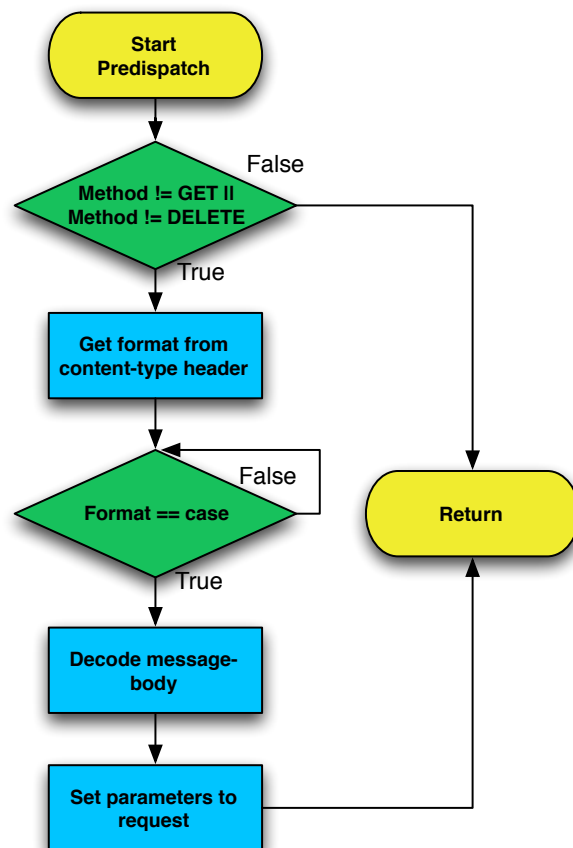 Start
Predispatch
False
Method != GET ||
Method != DELETE
True
Get format from
content-type header
False
Format == case
Return
True
Decode message-
body
Set parameters to
request